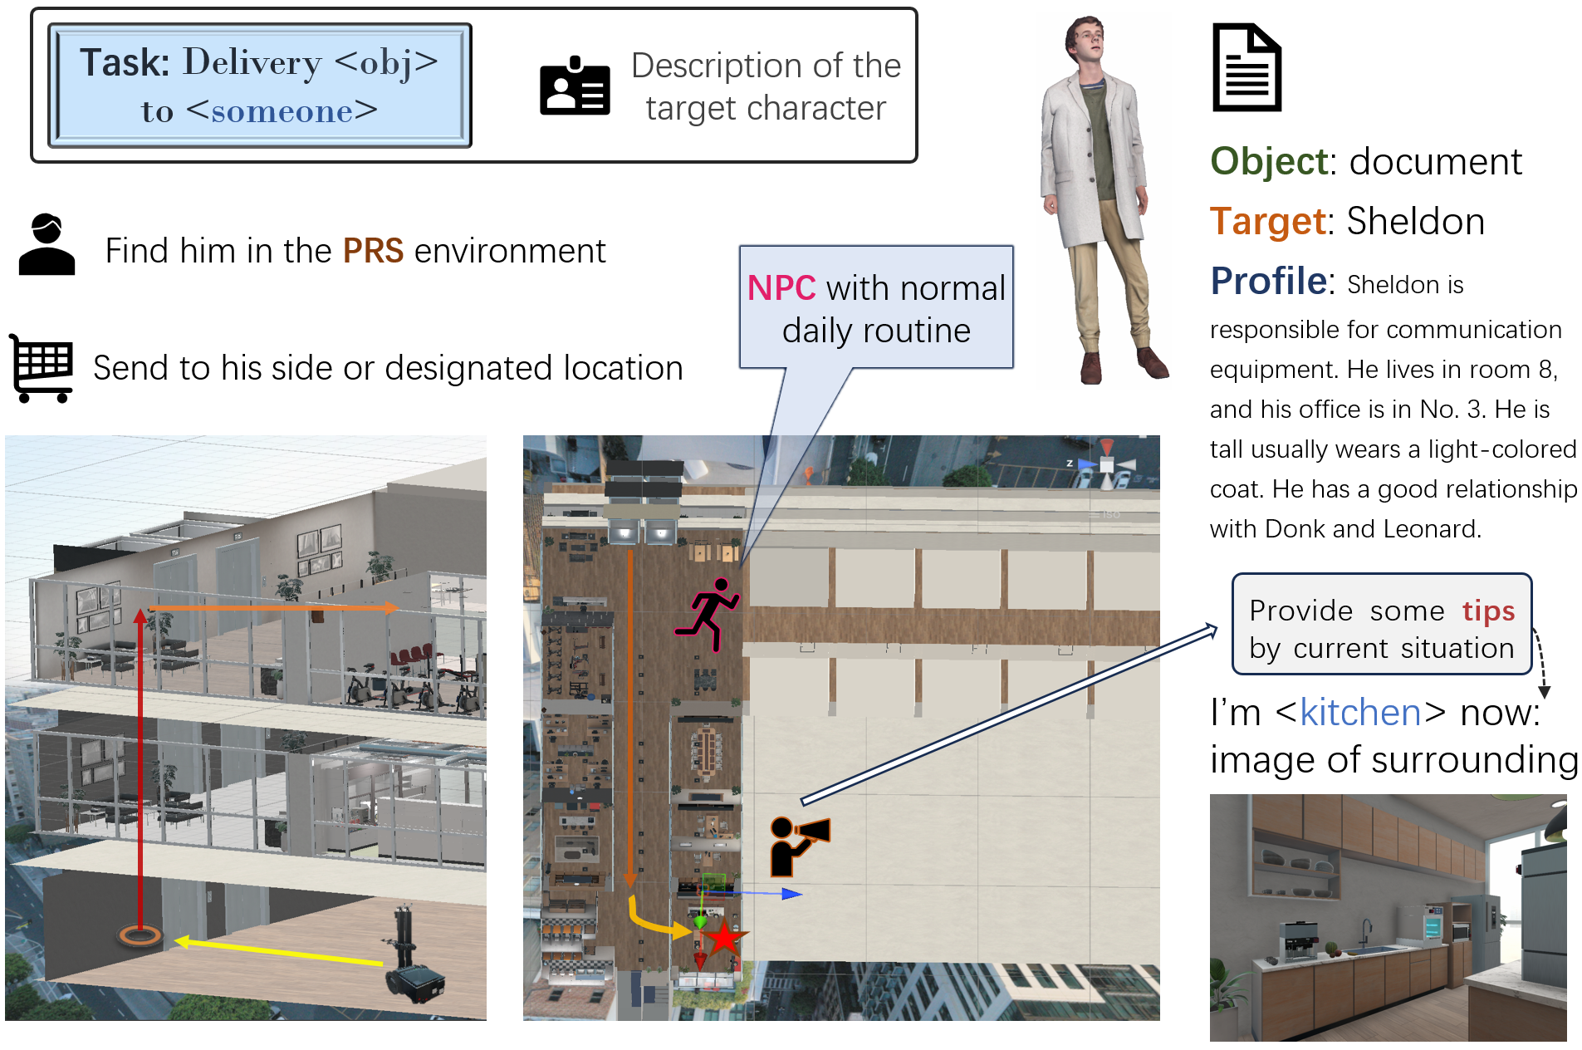 Task: Delivery <obj>
to <someone>
Description of the
target character
Find him in the PRS environment
Send to his side or designated location
NPC with normal
daily routine
Object: document
Target: Sheldon
Profile: Sheldon is
responsible for communication
equipment. He lives in room 8,
and his office is in No. 3. He is
tall usually wears a light-colored
coat. He has a good relationship
with Donk and Leonard.
Provide some tips
by current situation
I'm <kitchen> now:
image of surrounding
z